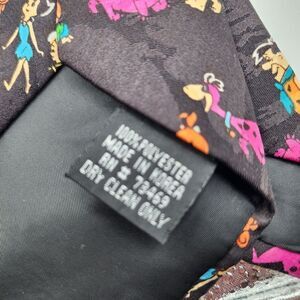 100% POLYESTER
MADE IN KOREA
RN # 73469
DRY CLEAN ONLY